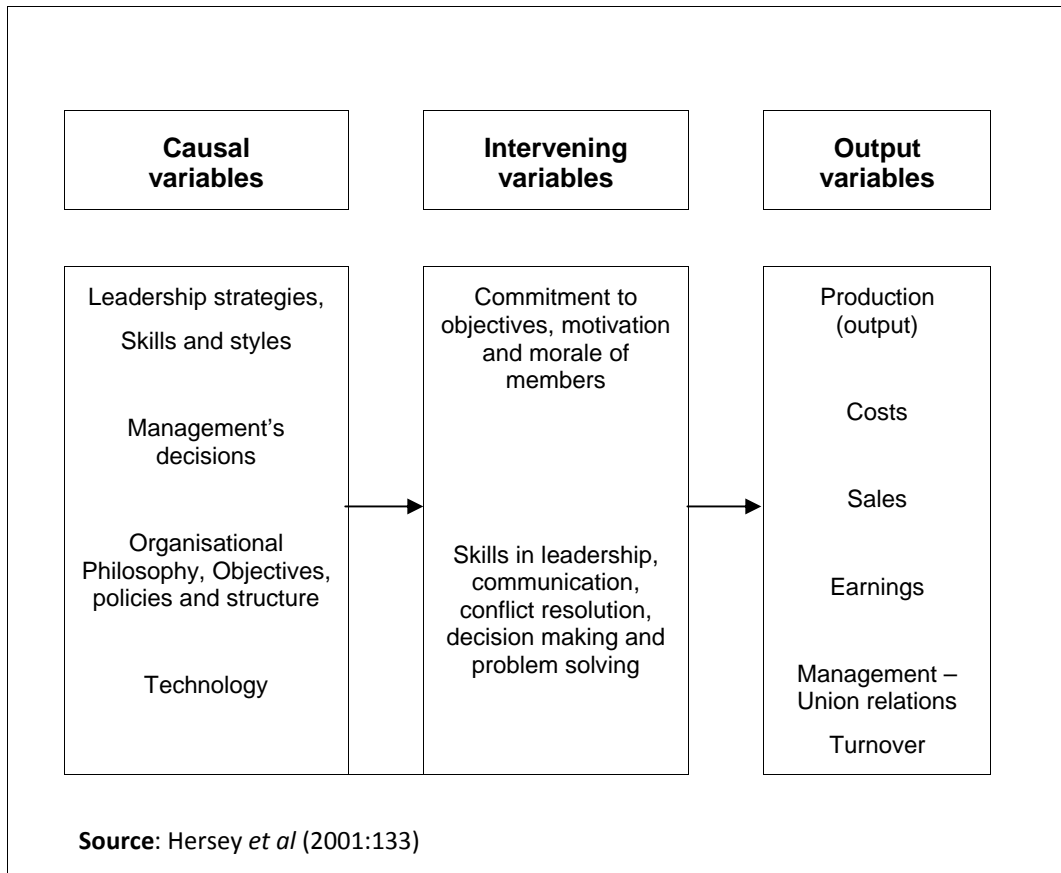 Causal
variables
Intervening
variables
Output
variables
Leadership strategies,
Skills and styles
Management’s
decisions
Organisational
Philosophy, Objectives,
policies and structure
Technology
Commitment to
objectives, motivation
and morale of
members
Skills in leadership,
communication,
conflict resolution,
decision making and
problem solving
Production
(output)
Costs
Sales
Earnings
Management –
Union relations
Turnover
Source: Hersey et al (2001:133)